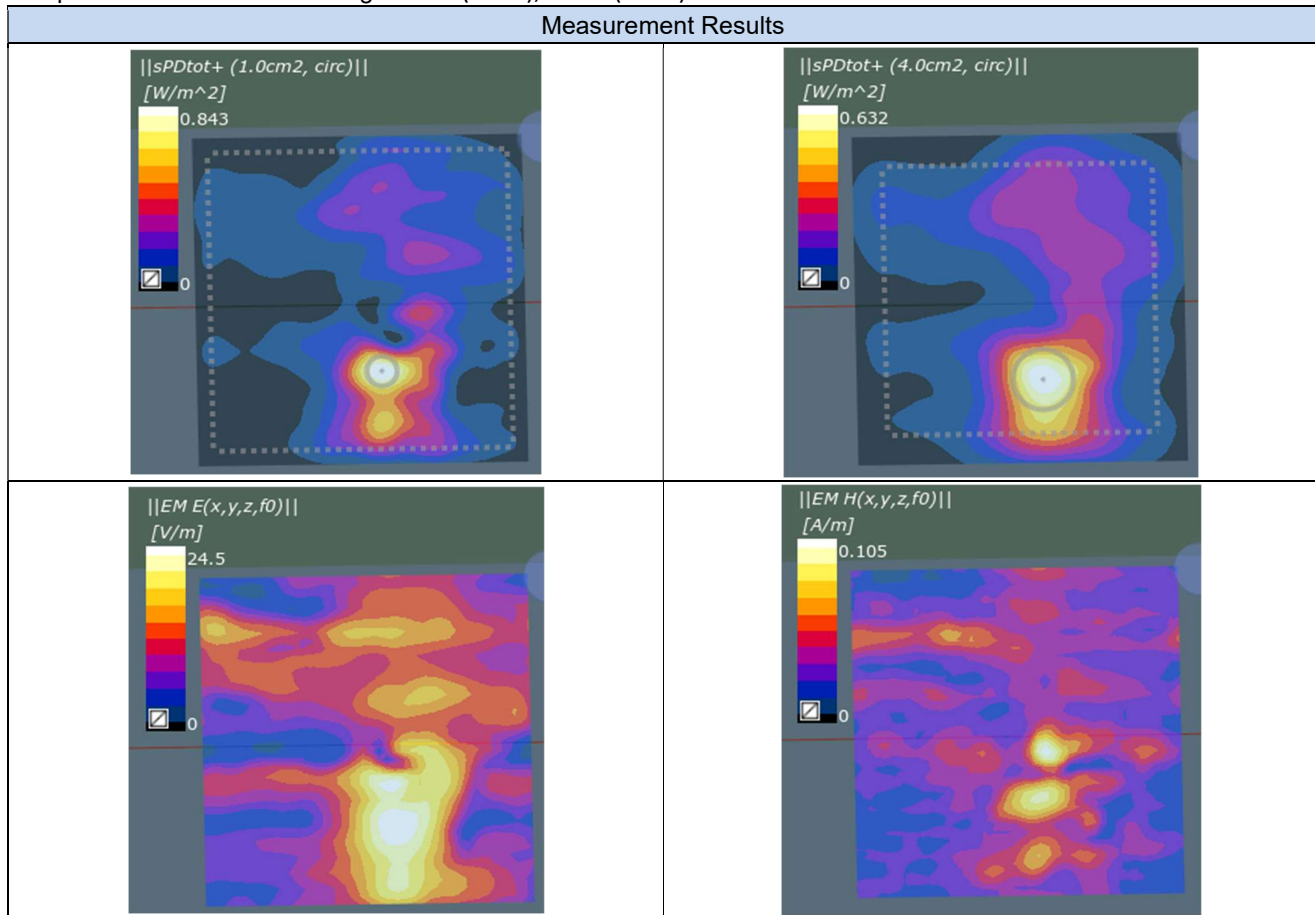 Measurement Results
||sPDtot+ (1.0cm2, circ)||
[W/m^2]
0.843
0
||sPDtot+ (4.0cm2, circ)||
[W/m^2]
0.632
0
||EM E(x,y,z,f0)||
[V/m]
24.5
0
||EM H(x,y,z,f0)||
[A/m]
0.105
0